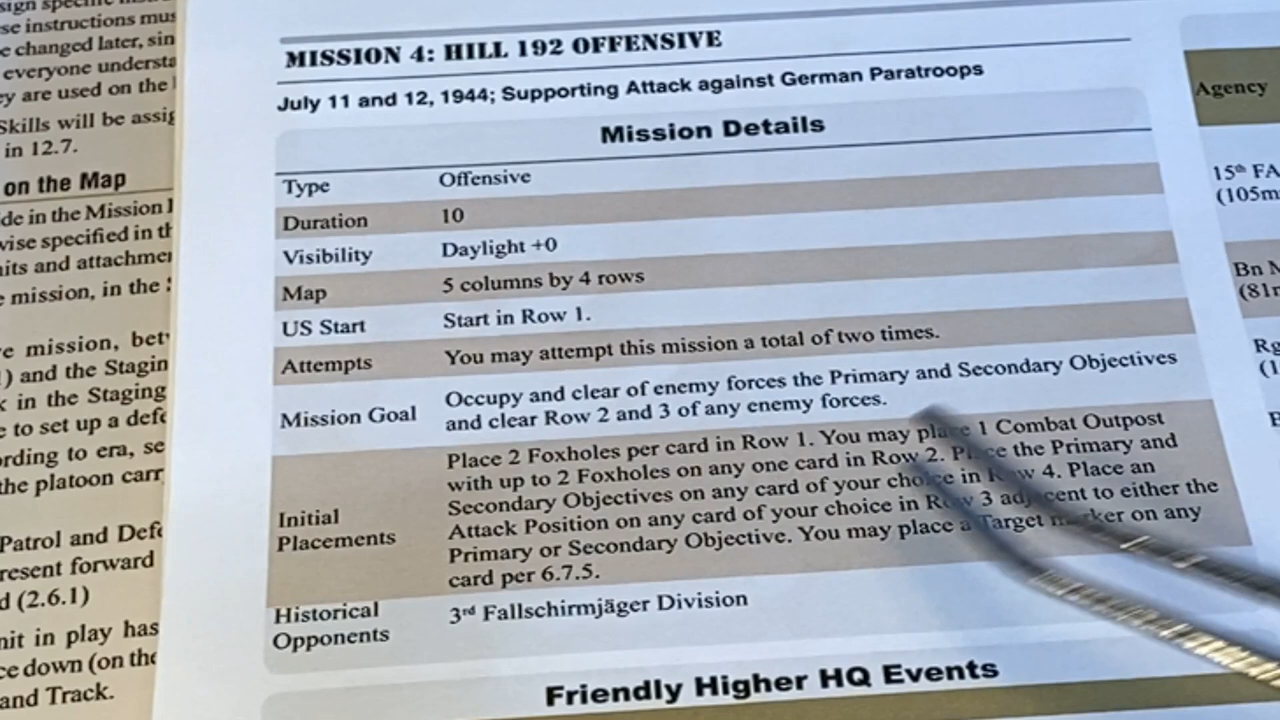 sign specific
se instructions mus
e changed later, sin
everyone understa
ey are used on the
Skills will be assig
in 12.7.
on the Map
de in the Mission
wise specified in th
nits and attachmen
e mission, in the
e mission, bet
) and the Stagin
k in the Staging
e to set up a defe
ording to era, se
the platoon carr
Patrol and Defe
resent forward
d (2.6.1)
nit in play has
ce down (on the
and Track.
MISSION 4: HILL 192 OFFENSIVE
July 11 and 12, 1944; Supporting Attack against German Paratroops
Mission Details
Type Offensive
Duration 10
Visibility Daylight +0
Map 5 columns by 4 rows
US Start Start in Row 1.
Attempts You may attempt this mission a total of two times.
Mission Goal Occupy and clear of enemy forces the Primary and Secondary Objectives
and clear Row 2 and 3 of any enemy forces.
Initial Placements Place 2 Foxholes per card in Row 1. You may place 1 Combat Outpost
with up to 2 Foxholes on any one card in Row 2. Place the Primary and
Secondary Objectives on any card of your choice in Row 4. Place an
Attack Position on any card of your choice in Row 3 adjacent to either the
Primary or Secondary Objective. You may place a Target marker on any
card per 6.7.5.
Historical Opponents 3rd Fallschirmjäger Division
Friendly Higher HQ Events
Agency
15th FA
(105m
Bn M
(81m
Rg
(1